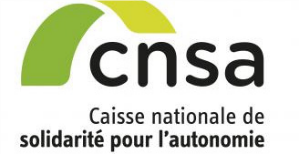 cnsa
Caisse nationale de
solidarité pour l'autonomie